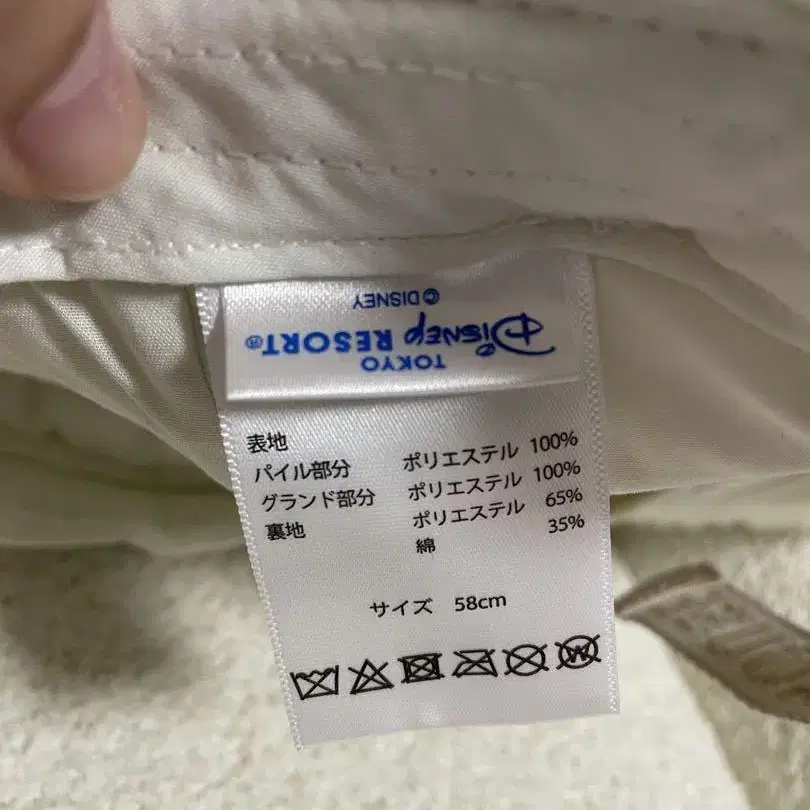 © DISNEY
Disney RESORT®
TOKYO
表地
パイル部分 ポリエステル 100%
グランド部分 ポリエステル 100%
裏地 ポリエステル 65%
綿 35%
サイズ 58cm
W